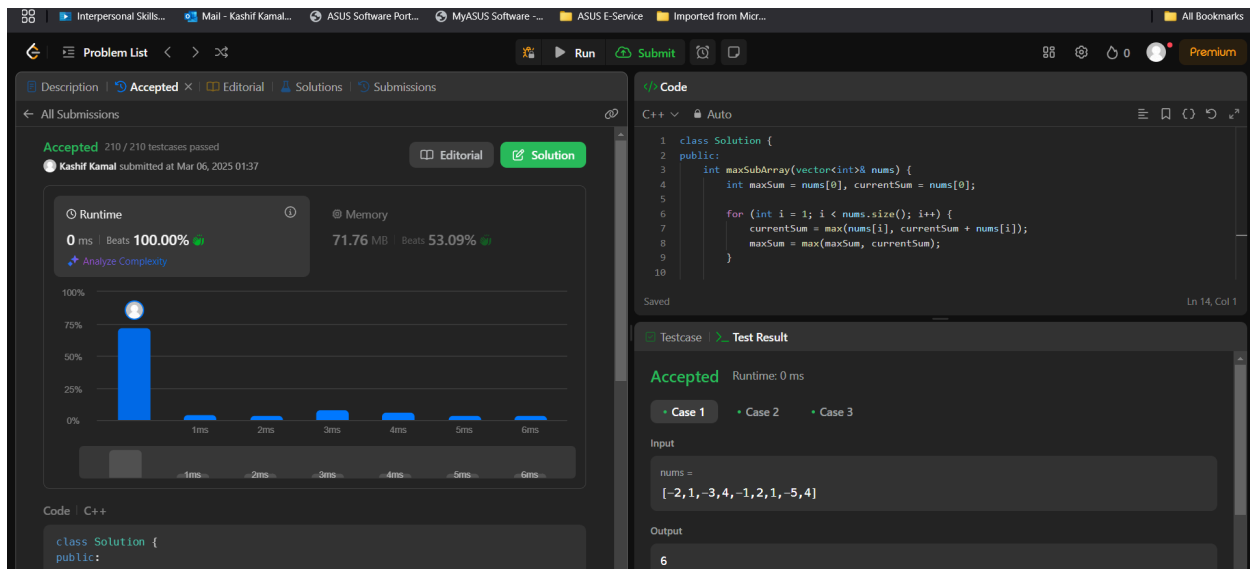 Interpersonal Skills... Mail - Kashif Kamal... ASUS Software Port... MyASUS Software -... ASUS E-Service Imported from Micr... All Bookmarks
Problem List Run Submit 0 Premium
Description Accepted Editorial Solutions Submissions
All Submissions
Accepted 210 / 210 testcases passed
Kashif Kamal submitted at Mar 06, 2025 01:37
Editorial Solution
Runtime
0 ms Beats 100.00%
Analyze Complexity
Memory
71.76 MB Beats 53.09%
100%
75%
50%
25%
0%
1ms 2ms 3ms 4ms 5ms 6ms
1ms 2ms 3ms 4ms 5ms 6ms
Code C++
class Solution {
public:
</> Code
C++ Auto
1 class Solution {
2 public:
3 int maxSubArray(vector<int>& nums) {
4 int maxSum = nums[0], currentSum = nums[0];
5
6 for (int i = 1; i < nums.size(); i++) {
7 currentSum = max(nums[i], currentSum + nums[i]);
8 maxSum = max(maxSum, currentSum);
9 }
10
Saved Ln 14, Col 1
Testcase >_ Test Result
Accepted Runtime: 0 ms
• Case 1 • Case 2 • Case 3
Input
nums =
[-2,1,-3,4,-1,2,1,-5,4]
Output
6